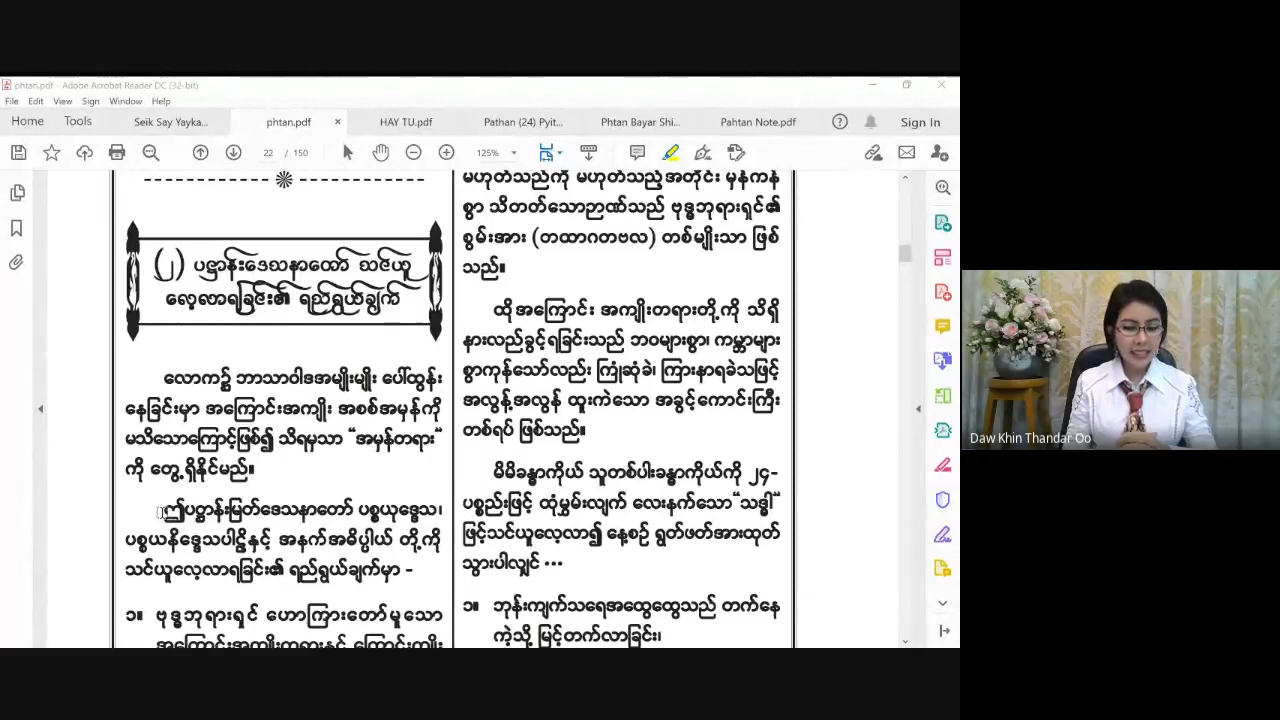 phtan.pdf - Adobe Acrobat Reader DC (32-bit)
File Edit View Sign Window Help
Home Tools Seik Say Yayka... phtan.pdf HAY TU.pdf Pathan (24) Pyit... Phtan Bayar Shi... Pahtan Note.pdf Sign In
22 / 150 125%
(၂) ပဋ္ဌာန်းဒေသနာတော် သင်ယူ
လေ့လာရခြင်း၏ ရည်ရွယ်ချက်
လောက၌ ဘာသာဝါဒအမျိုးမျိုး ပေါ်ထွန်း
နေခြင်းမှာ အကြောင်းအကျိုး အစစ်အမှန်ကို
မသိသောကြောင့်ဖြစ်၍ သိရမှသာ “အမှန်တရား”
ကို တွေ့ရှိနိုင်မည်။
ဤပဋ္ဌာန်းမြတ်ဒေသနာတော် ပစ္စယုဒ္ဒေသ၊
ပစ္စယနိဒ္ဒေသပါဠိနှင့် အနက်အဓိပ္ပါယ် တို့ကို
သင်ယူလေ့လာရခြင်း၏ ရည်ရွယ်ချက်မှာ -
၁။ ဗုဒ္ဓဘုရားရှင် ဟောကြားတော်မူသော
အကြောင်းအကျိုးတရားနှင့် ကြောင်းကျိုး
မဟုတ်သည်ကို မဟုတ်သည့်အတိုင်း မှန်ကန်
စွာ သိတတ်သောဉာဏ်သည် ဗုဒ္ဓဘုရားရှင်၏
စွမ်းအား (တထာဂတဗလ) တစ်မျိုးသာ ဖြစ်
သည်။
ထိုအကြောင်း အကျိုးတရားတို့ကို သိရှိ
နားလည်ခွင့်ရခြင်းသည် ဘဝများစွာ၊ ကမ္ဘာများ
စွာကုန်သော်လည်း ကြုံဆုံခဲ၊ ကြားနာရခဲသဖြင့်
အလွန့်အလွန် ထူးကဲသော အခွင့်ကောင်းကြီး
တစ်ရပ် ဖြစ်သည်။
မိမိခန္ဓာကိုယ် သူတစ်ပါးခန္ဓာကိုယ်ကို ၂၄-
ပစ္စည်းဖြင့် ထုံမွှမ်းလျက် လေးနက်သော“သဒ္ဓါ”
ဖြင့်သင်ယူလေ့လာ၍ နေ့စဉ် ရွတ်ဖတ်အားထုတ်
သွားပါလျှင် •••
၁။ ဘုန်းကျက်သရေအထွေထွေသည် တက်နေ
ကဲ့သို့ မြင့်တက်လာခြင်း၊
Daw Khin Thandar Oo